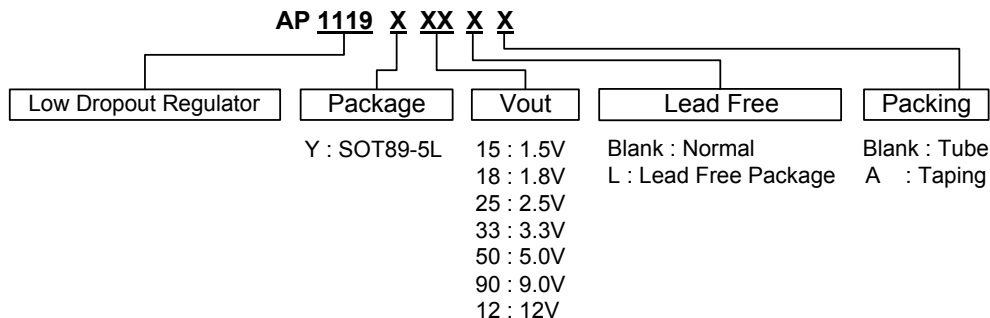 AP 1119 X XX X X
Low Dropout Regulator Package Vout Lead Free Packing
Y : SOT89-5L 15 : 1.5V Blank : Normal Blank : Tube
18 : 1.8V L : Lead Free Package A : Taping
25 : 2.5V
33 : 3.3V
50 : 5.0V
90 : 9.0V
12 : 12V